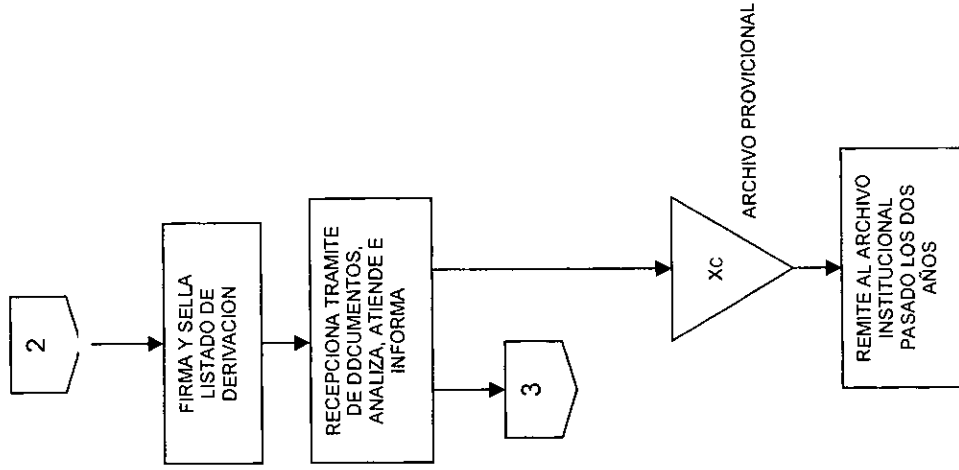 2
FIRMA Y SELLA
LISTADO DE
DERIVACION
RECEPCIONA TRAMITE
DE DDCUMENTOS,
ANALIZA, ATIENDE E
INFORMA
3
XC
ARCHIVO PROVICIONAL
REMITE AL ARCHIVO
INSTITUCIONAL
PASADO LOS DOS
AÑOS